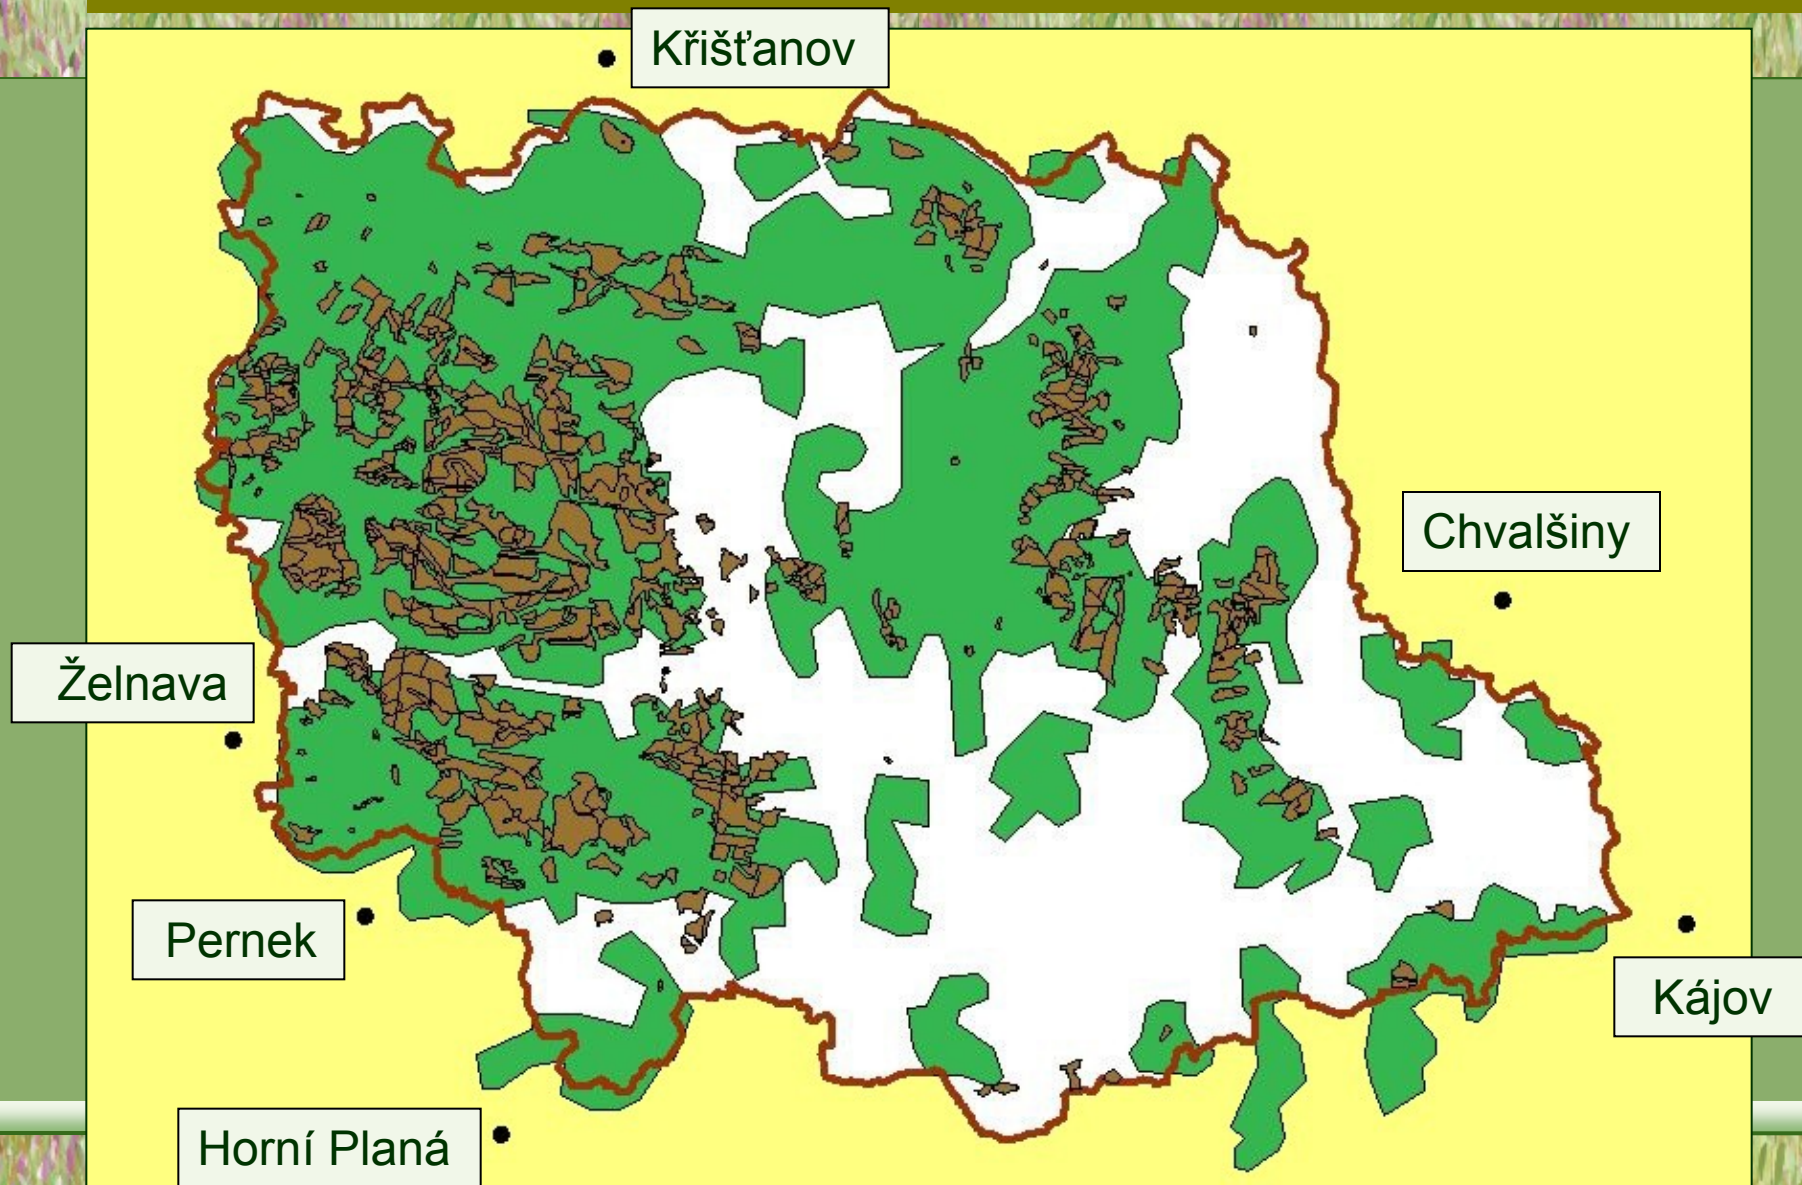 Křišťanov
Chvalšiny
Želnava
Pernek
Kájov
Horní Planá